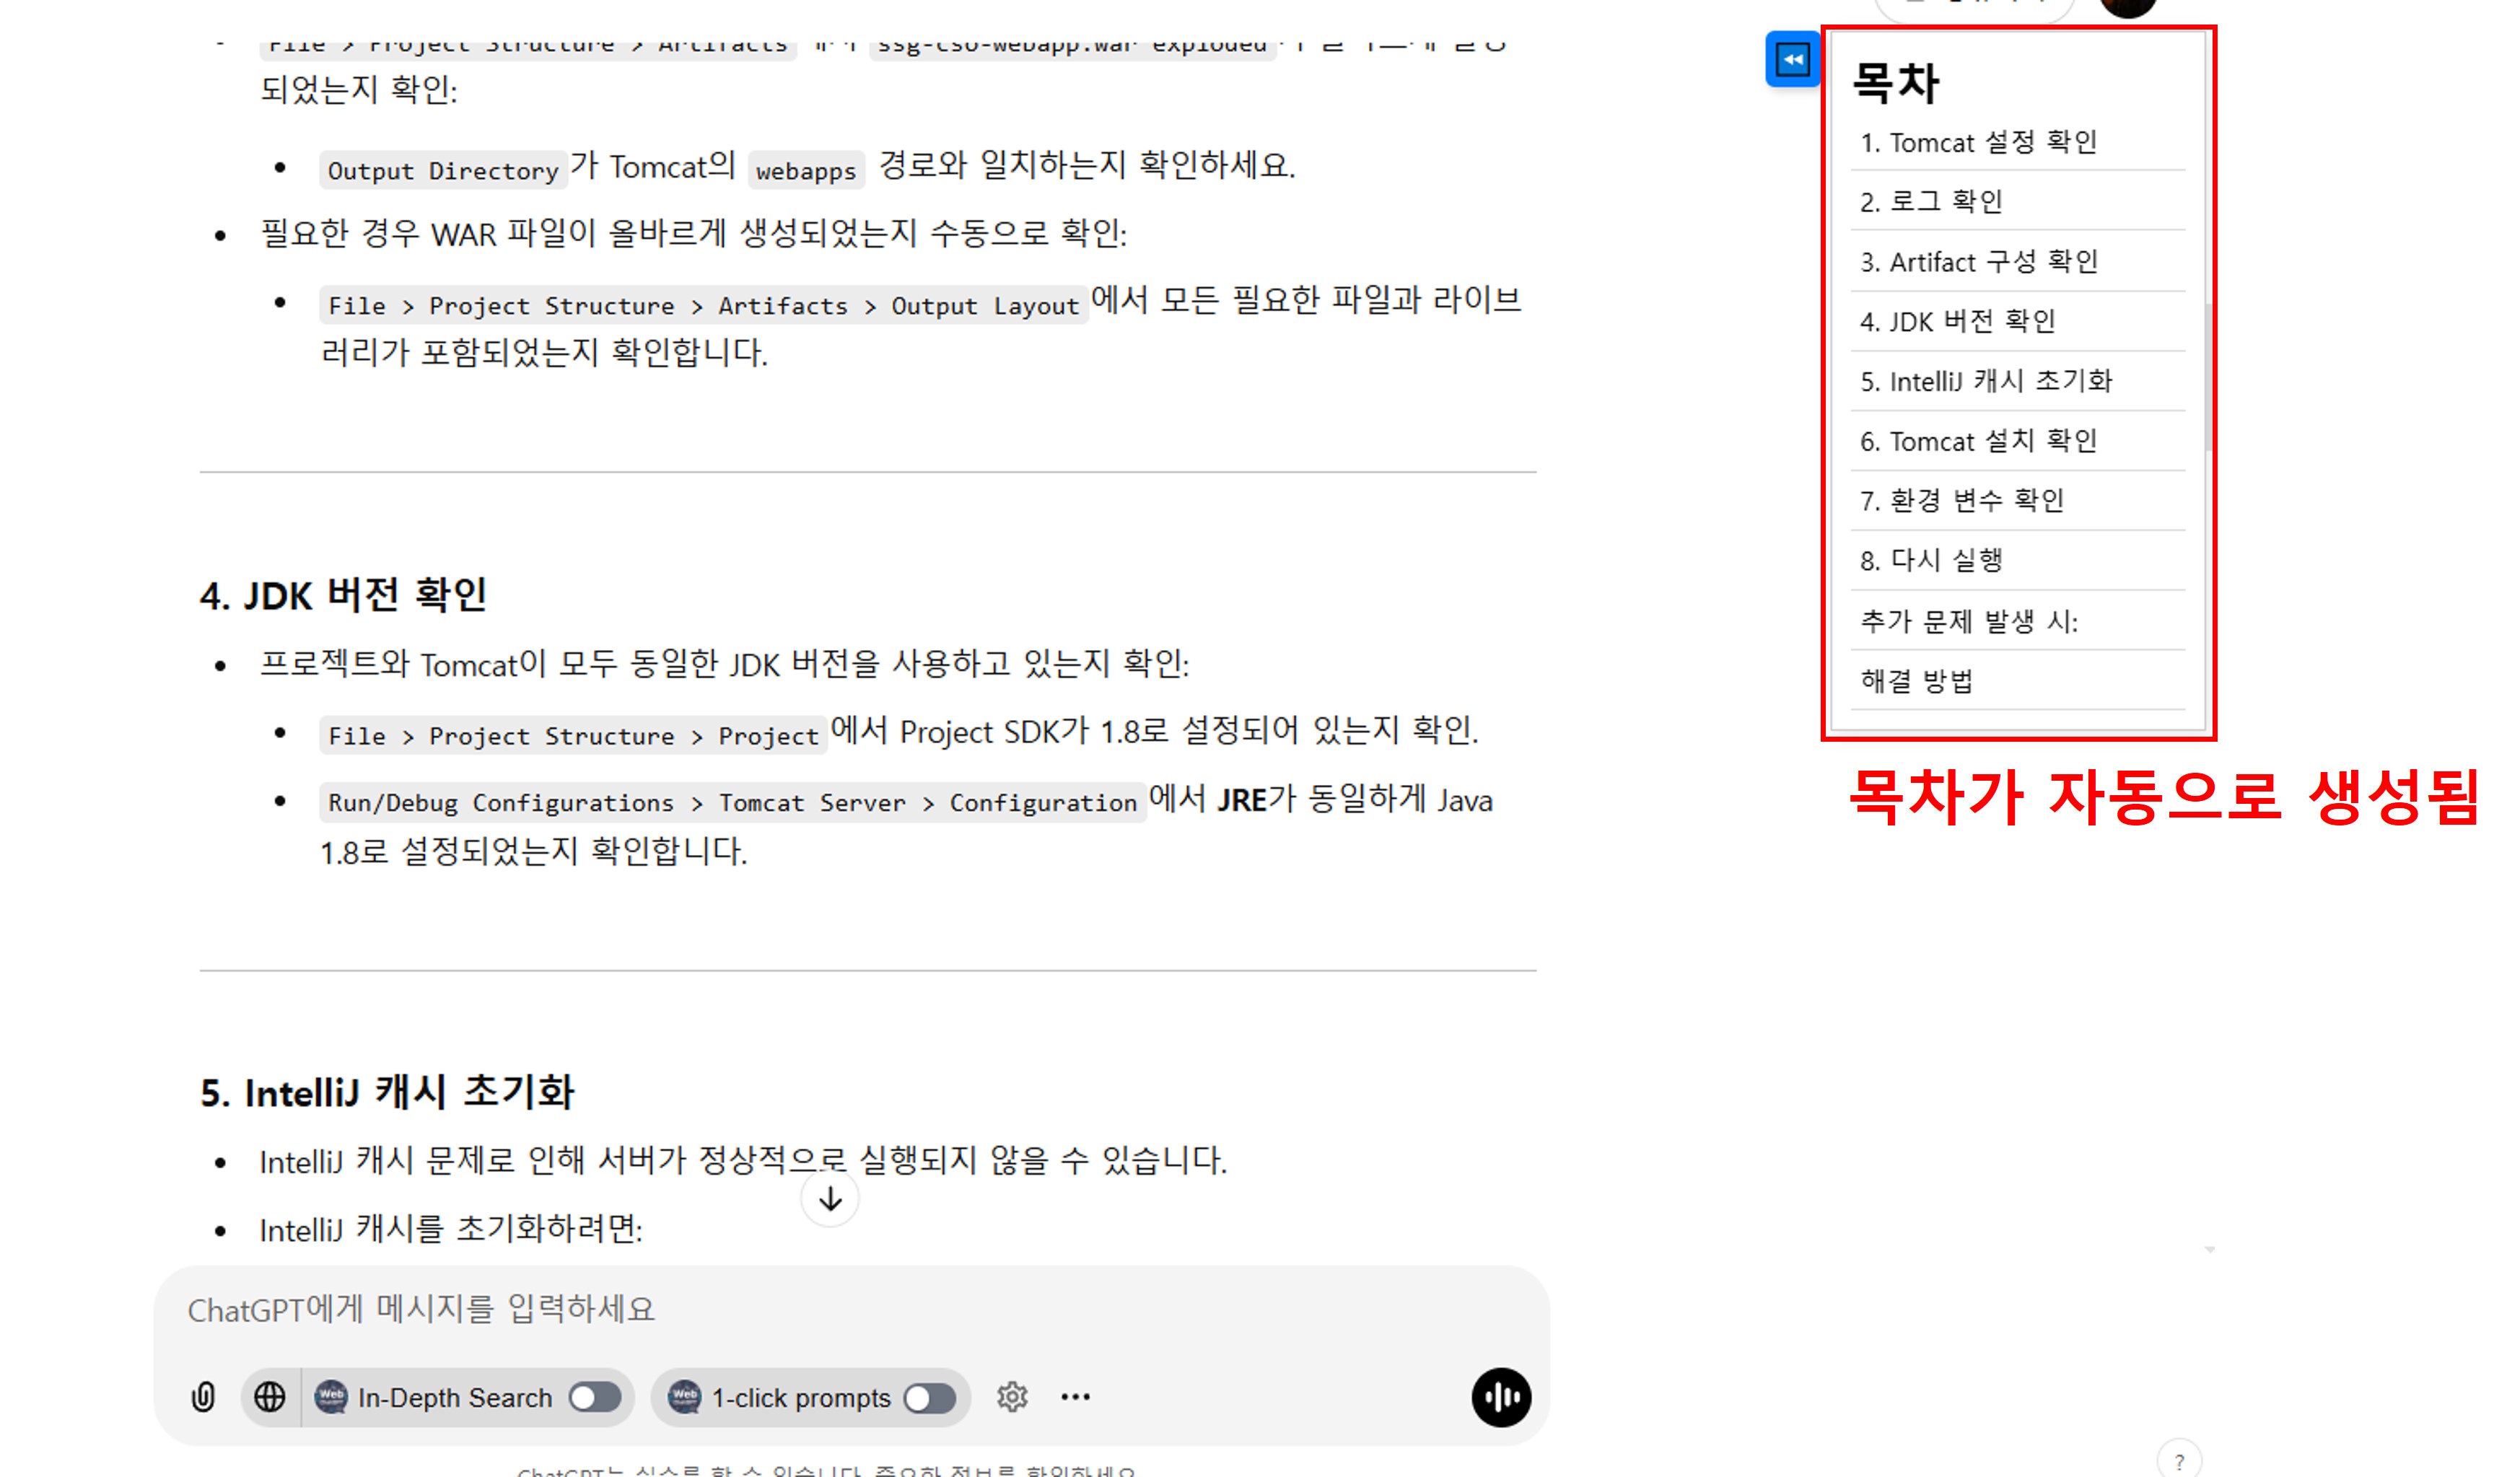 File > Project Structure > Artifacts
ssg-cso-webapp.war exploded
되었는지 확인:
Output Directory가 Tomcat의 webapps 경로와 일치하는지 확인하세요.
필요한 경우 WAR 파일이 올바르게 생성되었는지 수동으로 확인:
File > Project Structure > Artifacts > Output Layout에서 모든 필요한 파일과 라이브
러리가 포함되었는지 확인합니다.
4. JDK 버전 확인
프로젝트와 Tomcat이 모두 동일한 JDK 버전을 사용하고 있는지 확인:
File > Project Structure > Project에서 Project SDK가 1.8로 설정되어 있는지 확인.
Run/Debug Configurations > Tomcat Server > Configuration에서 JRE가 동일하게 Java
1.8로 설정되었는지 확인합니다.
5. IntelliJ 캐시 초기화
IntelliJ 캐시 문제로 인해 서버가 정상적으로 실행되지 않을 수 있습니다.
IntelliJ 캐시를 초기화하려면:
ChatGPT에게 메시지를 입력하세요
Web In-Depth Search
Web 1-click prompts
ChatGPT는 실수를 할 수 있습니다. 중요한 정보를 확인하세요.
목차
1. Tomcat 설정 확인
2. 로그 확인
3. Artifact 구성 확인
4. JDK 버전 확인
5. IntelliJ 캐시 초기화
6. Tomcat 설치 확인
7. 환경 변수 확인
8. 다시 실행
추가 문제 발생 시:
해결 방법
목차가 자동으로 생성됨
?